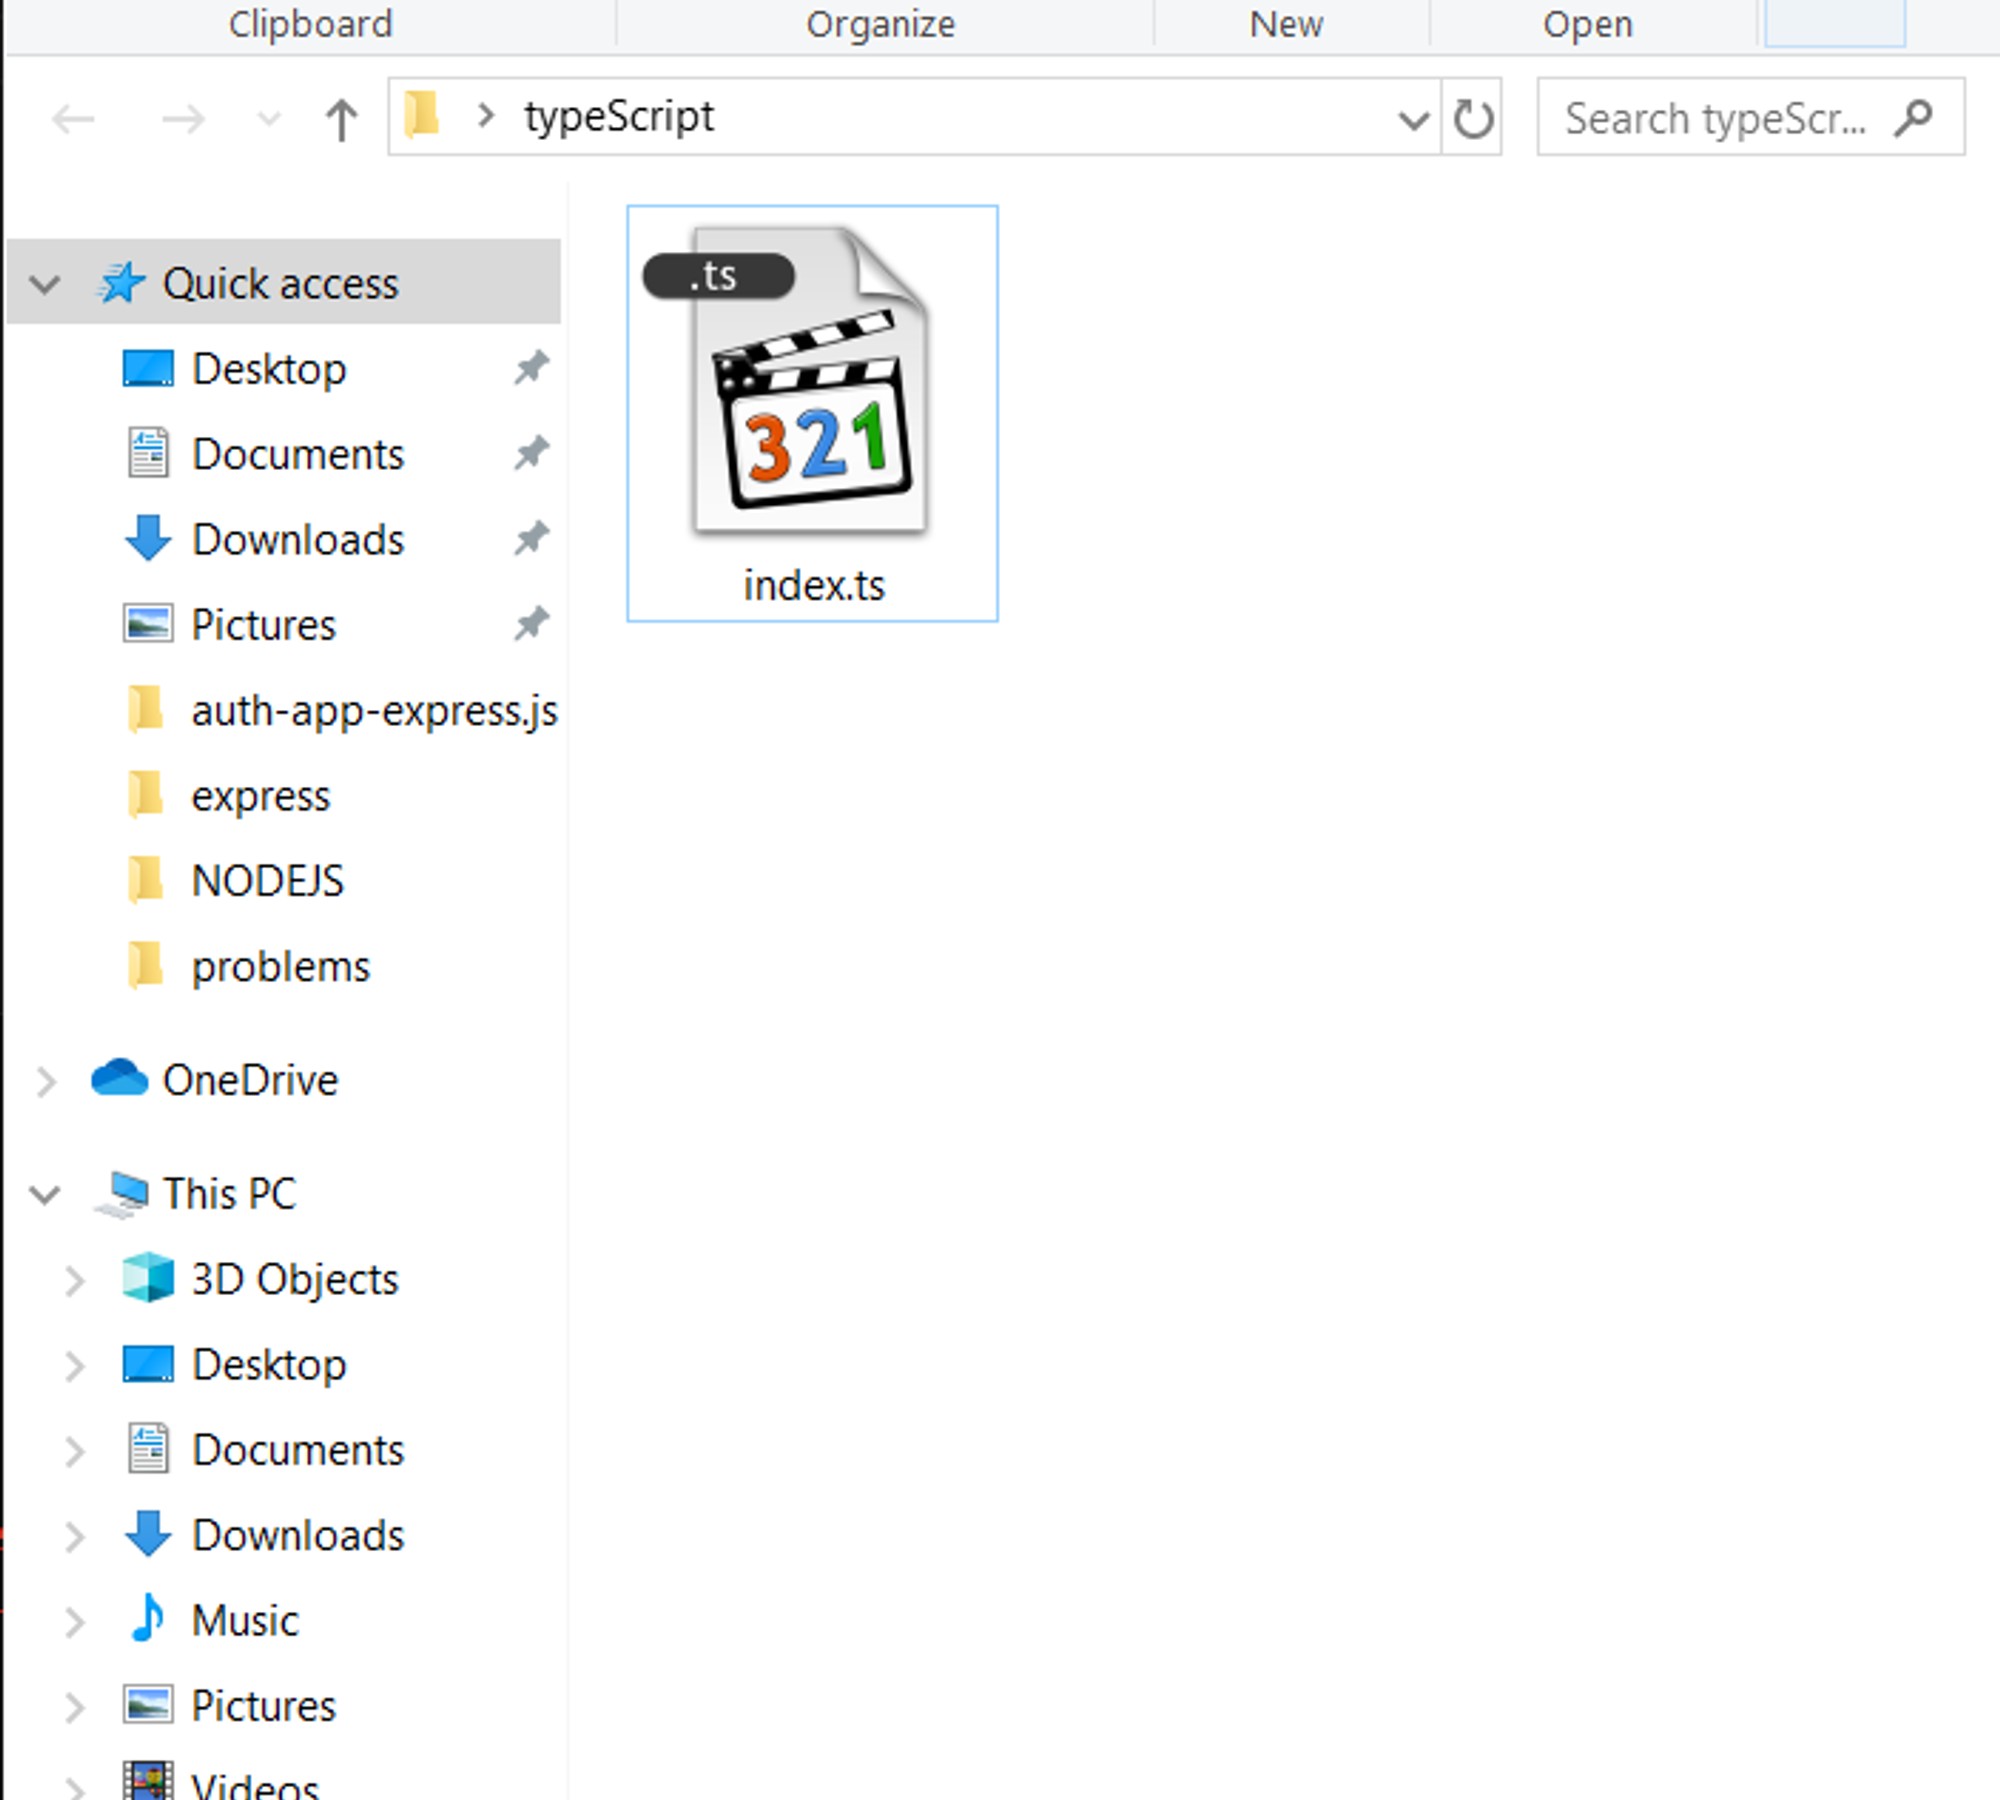 Clipboard Organize New Open
typeScript
Search typeScr...
Quick access
Desktop
Documents
Downloads
Pictures
auth-app-express.js
express
NODEJS
problems
OneDrive
This PC
3D Objects
Desktop
Documents
Downloads
Music
Pictures
Videos
.ts
321
index.ts